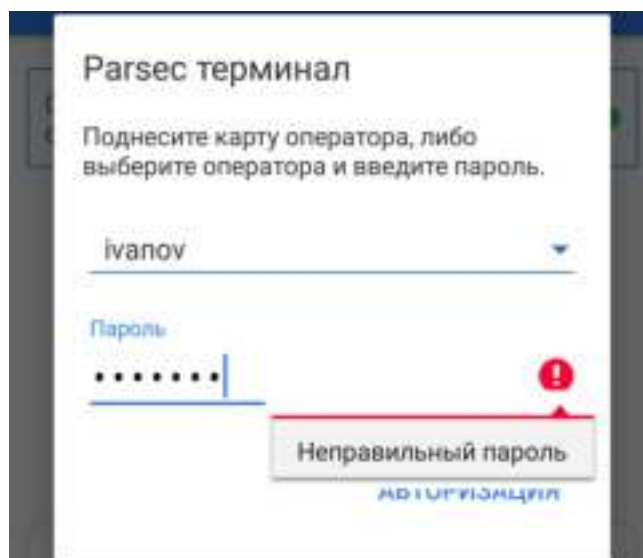 Parsec терминал
Поднесите карту оператора, либо
выберите оператора и введите пароль.
ivanov
Пароль
•••••••
Неправильный пароль
АВТОРИЗАЦИЯ